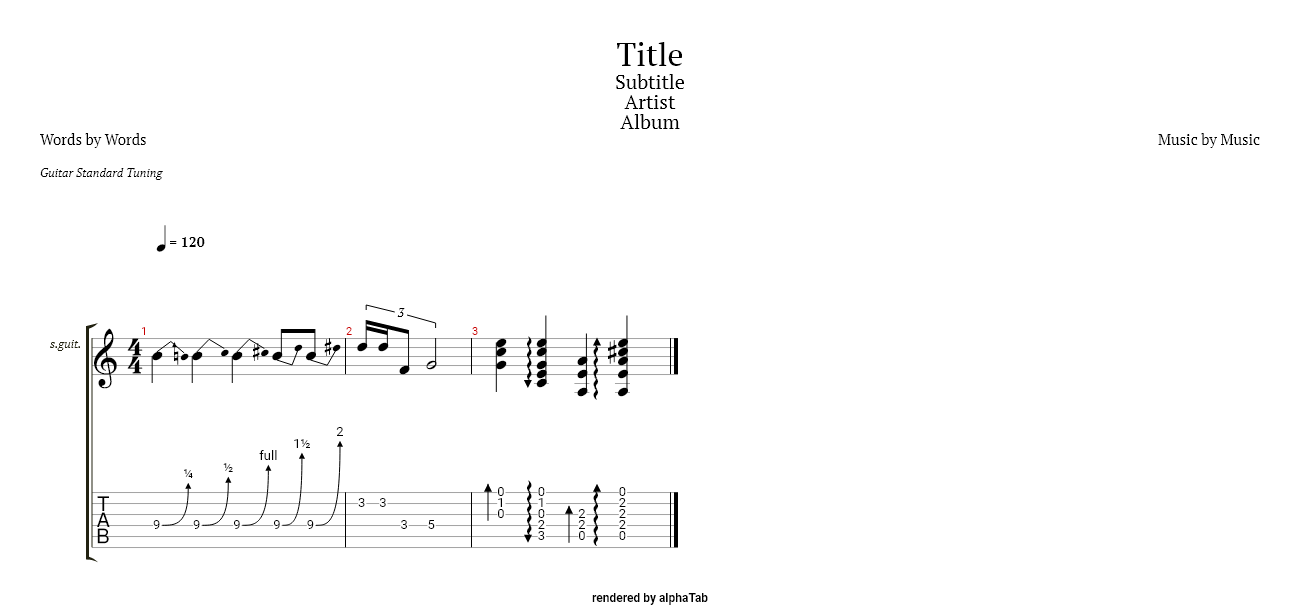 Title
Subtitle
Artist
Album
Words by Words Music by Music
Guitar Standard Tuning
= 120
s.guit.
4
4
1 2 3
3
¼ ½ full 1½ 2
T
A
B
0 0 0
3 3 1 1 2
0 0 2 2
9 9 9 9 9 3 5 2 2 2
3 0 0
rendered by alphaTab